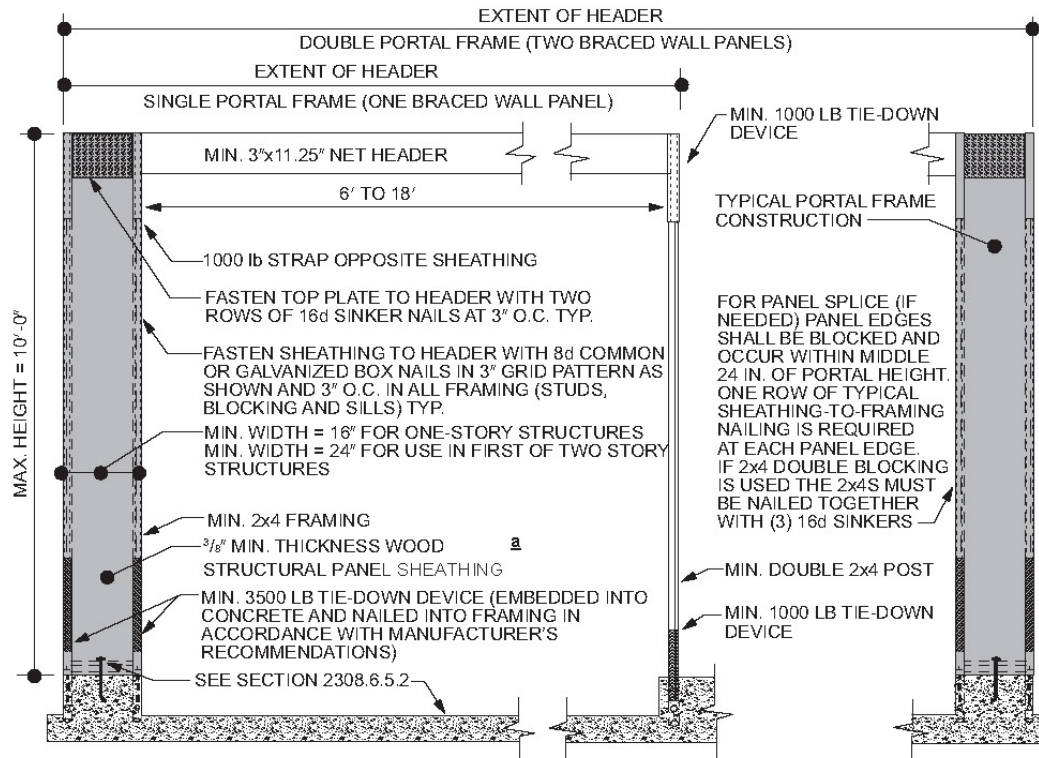 EXTENT OF HEADER
DOUBLE PORTAL FRAME (TWO BRACED WALL PANELS)
EXTENT OF HEADER
SINGLE PORTAL FRAME (ONE BRACED WALL PANEL)
MIN. 1000 LB TIE-DOWN
DEVICE
MIN. 3"x11.25" NET HEADER
6' TO 18'
TYPICAL PORTAL FRAME
CONSTRUCTION
1000 lb STRAP OPPOSITE SHEATHING
FASTEN TOP PLATE TO HEADER WITH TWO
ROWS OF 16d SINKER NAILS AT 3" O.C. TYP.
FASTEN SHEATHING TO HEADER WITH 8d COMMON
OR GALVANIZED BOX NAILS IN 3" GRID PATTERN AS
SHOWN AND 3" O.C. IN ALL FRAMING (STUDS,
BLOCKING AND SILLS) TYP.
MAX. HEIGHT = 10'-0"
MIN. WIDTH = 16" FOR ONE-STORY STRUCTURES
MIN. WIDTH = 24" FOR USE IN FIRST OF TWO STORY
STRUCTURES
FOR PANEL SPLICE (IF
NEEDED) PANEL EDGES
SHALL BE BLOCKED AND
OCCUR WITHIN MIDDLE
24 IN. OF PORTAL HEIGHT.
ONE ROW OF TYPICAL
SHEATHING-TO-FRAMING
NAILING IS REQUIRED
AT EACH PANEL EDGE.
IF 2x4 DOUBLE BLOCKING
IS USED THE 2x4S MUST
BE NAILED TOGETHER
WITH (3) 16d SINKERS
MIN. 2x4 FRAMING
3/8" MIN. THICKNESS WOOD a
STRUCTURAL PANEL SHEATHING
MIN. DOUBLE 2x4 POST
MIN. 3500 LB TIE-DOWN DEVICE (EMBEDDED INTO
CONCRETE AND NAILED INTO FRAMING IN
ACCORDANCE WITH MANUFACTURER'S
RECOMMENDATIONS)
MIN. 1000 LB TIE-DOWN
DEVICE
SEE SECTION 2308.6.5.2